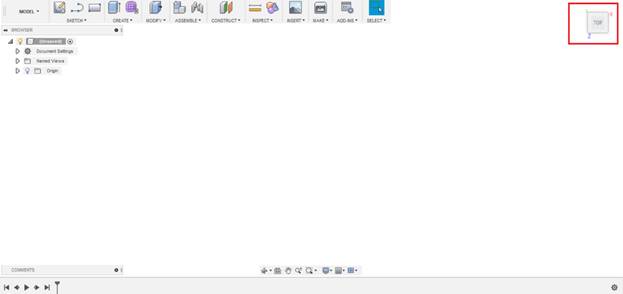 MODEL
SKETCH CREATE MODIFY ASSEMBLE CONSTRUCT INSPECT INSERT MAKE ADD-INS SELECT
TOP
Z
BROWSER
(Unsaved)
Document Settings
Named Views
Origin
COMMENTS